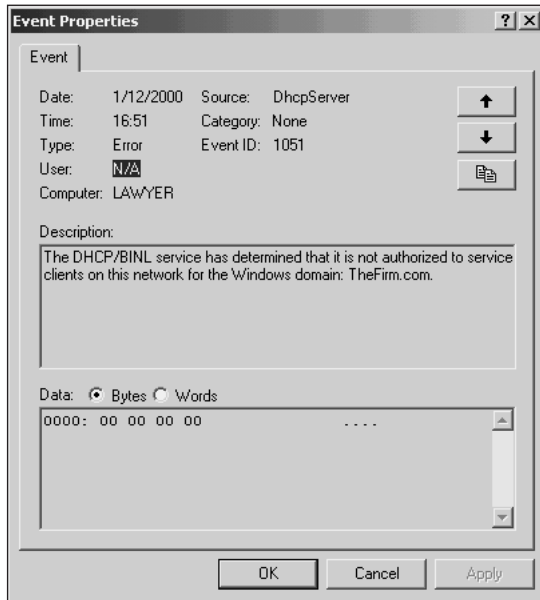 Event Properties
Event
Date: 1/12/2000 Source: DhcpServer
Time: 16:51 Category: None
Type: Error Event ID: 1051
User: N/A
Computer: LAWYER
Description:
The DHCP/BINL service has determined that it is not authorized to service
clients on this network for the Windows domain: TheFirm.com.
Data: Bytes Words
0000: 00 00 00 00 ....
OK Cancel Apply